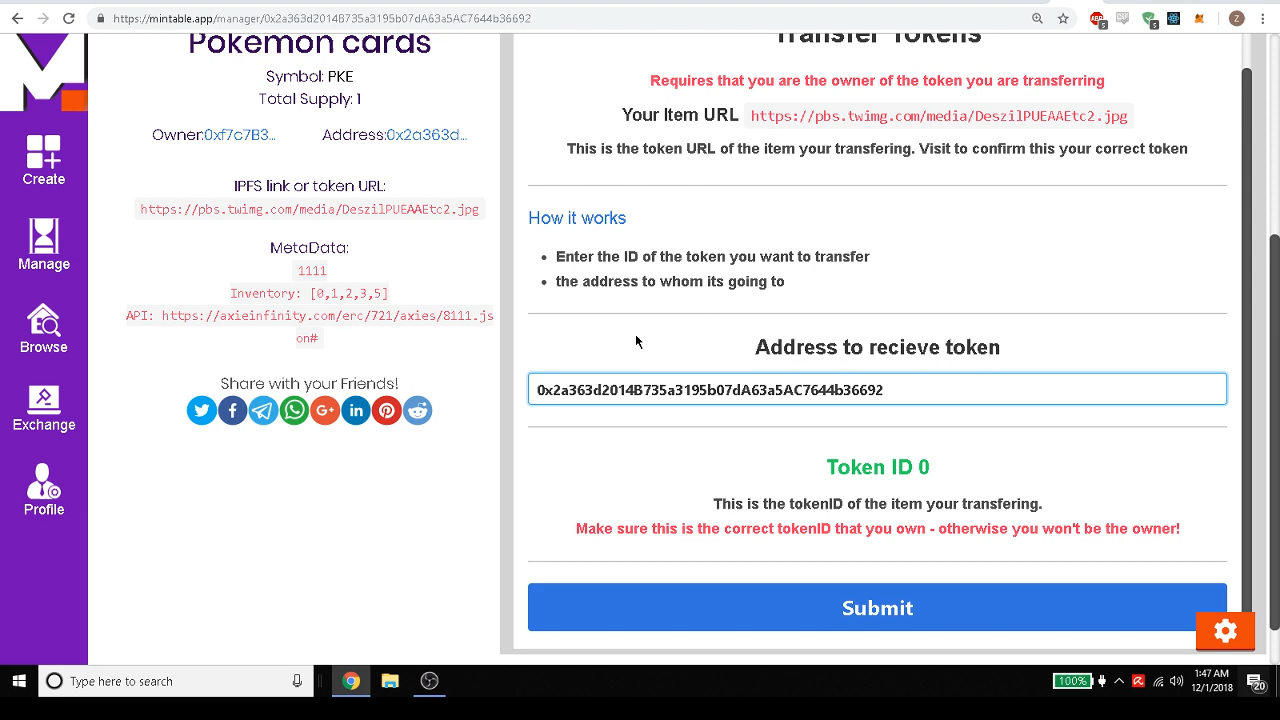 https://mintable.app/manager/0x2a363d2014B735a3195b07dA63a5AC7644b36692
5
5
Z
Create
Manage
Browse
Exchange
Profile
Pokemon cards
Symbol: PKE
Total Supply: 1
Owner:0xf7c7B3... Address:0x2a363d...
IPFS link or token URL:
https://pbs.twimg.com/media/DeszilPUEAAEtc2.jpg
MetaData:
1111
Inventory: [0,1,2,3,5]
API: https://axieinfinity.com/erc/721/axies/8111.js
on#
Share with your Friends!
Transfer Tokens
Requires that you are the owner of the token you are transferring
Your Item URL https://pbs.twimg.com/media/DeszilPUEAAEtc2.jpg
This is the token URL of the item your transfering. Visit to confirm this your correct token
How it works
• Enter the ID of the token you want to transfer
• the address to whom its going to
Address to recieve token
0x2a363d2014B735a3195b07dA63a5AC7644b36692
Token ID 0
This is the tokenID of the item your transfering.
Make sure this is the correct tokenID that you own - otherwise you won't be the owner!
Submit
Type here to search
100%
1:47 AM
12/1/2018
20